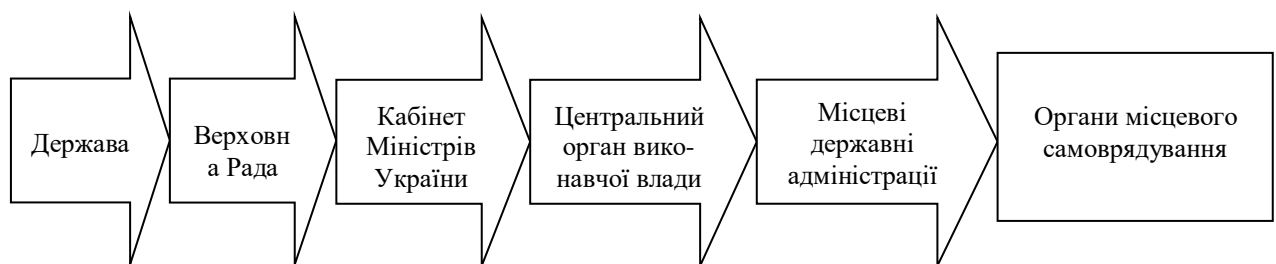 Держава
Верховн
а Рада
Кабінет
Міністрів
України
Центральний
орган вико-
навчої влади
Місцеві
державні
адміністрації
Органи місцевого
самоврядування